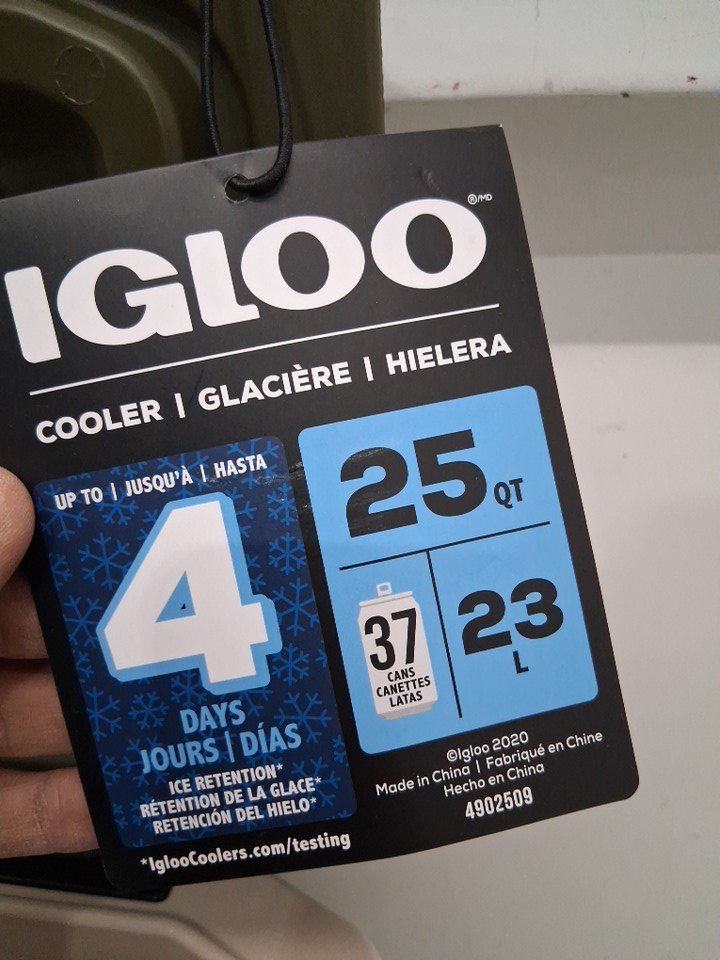 IGLOO ®/MD
COOLER | GLACIÈRE | HIELERA
UP TO | JUSQU'À | HASTA
4
DAYS
JOURS | DÍAS
ICE RETENTION*
RÉTENTION DE LA GLACE*
RETENCIÓN DEL HIELO*
*IglooCoolers.com/testing
25 QT
37
CANS
CANETTES
LATAS
23
L
©Igloo 2020
Made in China | Fabriqué en Chine
Hecho en China
4902509